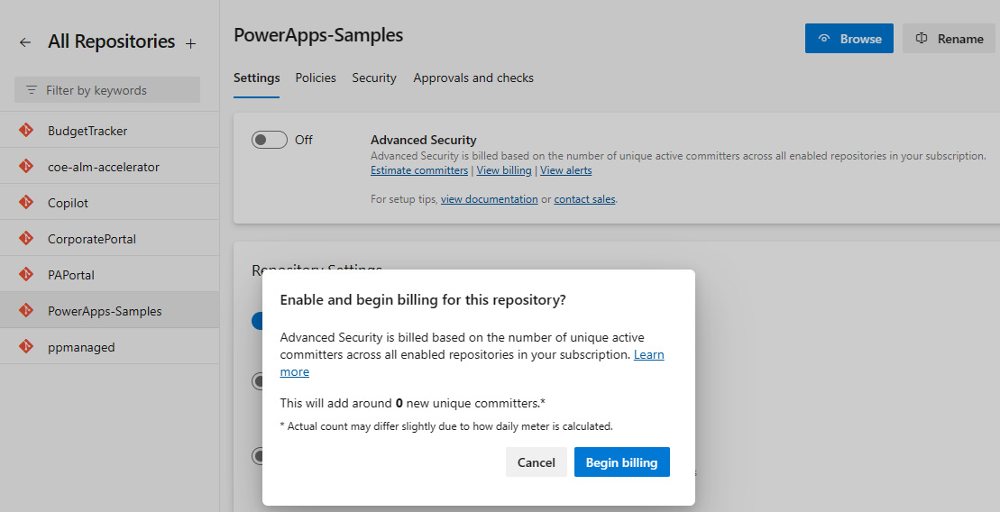 All Repositories +
Filter by keywords
BudgetTracker
coe-alm-accelerator
Copilot
CorporatePortal
PAPortal
PowerApps-Samples
ppmanaged
PowerApps-Samples
Browse
Rename
Settings Policies Security Approvals and checks
Off
Advanced Security
Advanced Security is billed based on the number of unique active committers across all enabled repositories in your subscription.
Estimate committers | View billing | View alerts
For setup tips, view documentation or contact sales.
Repository Settings
Enable and begin billing for this repository?
Advanced Security is billed based on the number of unique active
committers across all enabled repositories in your subscription. Learn
more
This will add around 0 new unique committers.*
* Actual count may differ slightly due to how daily meter is calculated.
Cancel
Begin billing